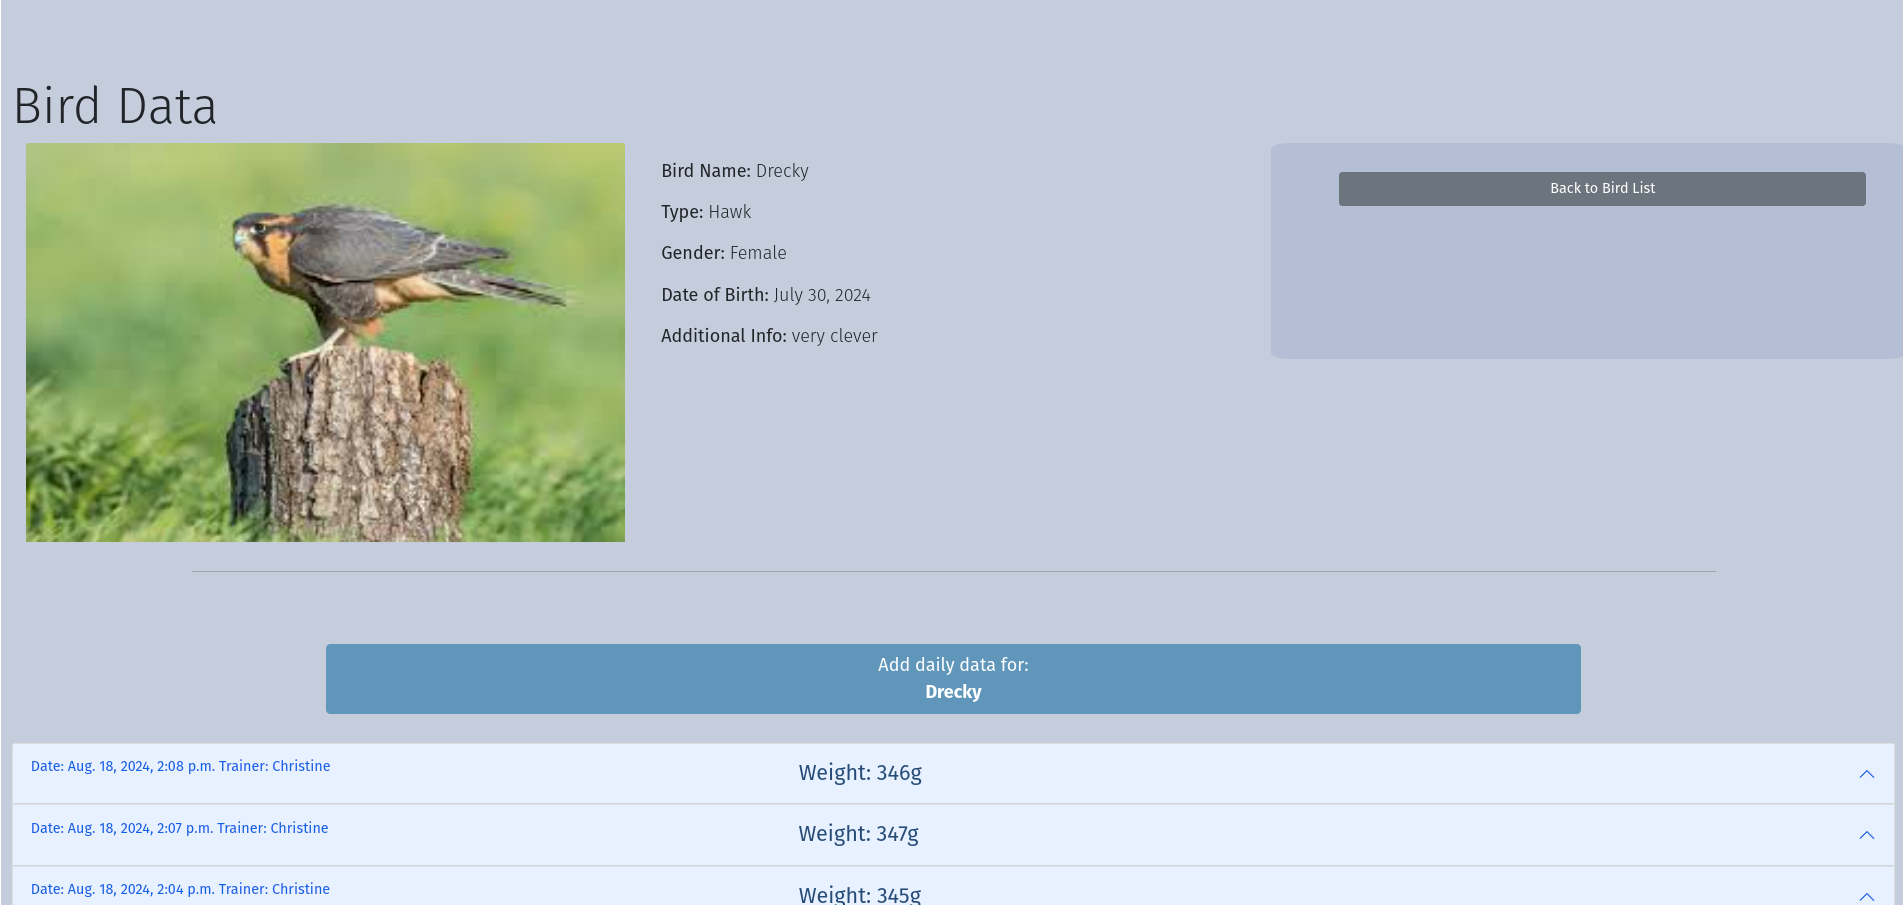 Bird Data
Bird Name: Drecky
Type: Hawk
Gender: Female
Date of Birth: July 30, 2024
Additional Info: very clever
Back to Bird List
Add daily data for:
Drecky
Date: Aug. 18, 2024, 2:08 p.m. Trainer: Christine
Weight: 346g
Date: Aug. 18, 2024, 2:07 p.m. Trainer: Christine
Weight: 347g
Date: Aug. 18, 2024, 2:04 p.m. Trainer: Christine
Weight: 345g